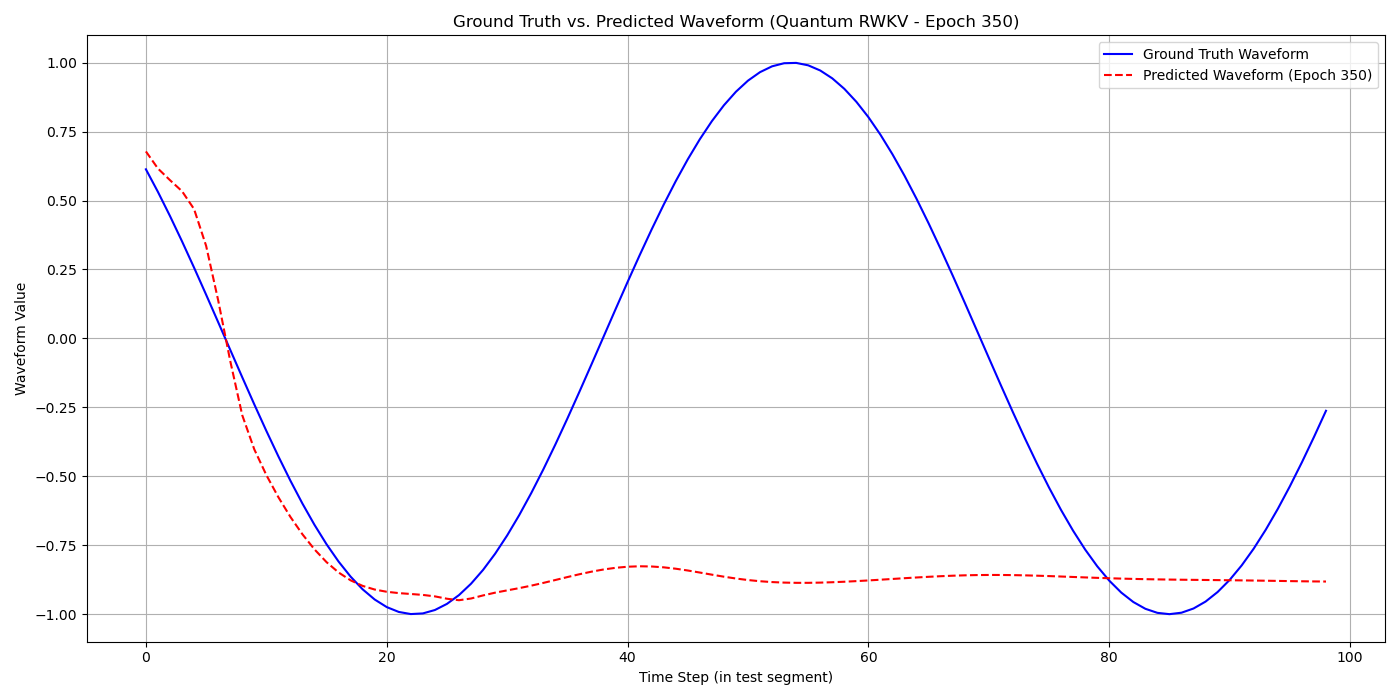 Ground Truth vs. Predicted Waveform (Quantum RWKV - Epoch 350)
Ground Truth Waveform
Predicted Waveform (Epoch 350)
Waveform Value
1.00
0.75
0.50
0.25
0.00
−0.25
−0.50
−0.75
−1.00
0 20 40 60 80 100
Time Step (in test segment)